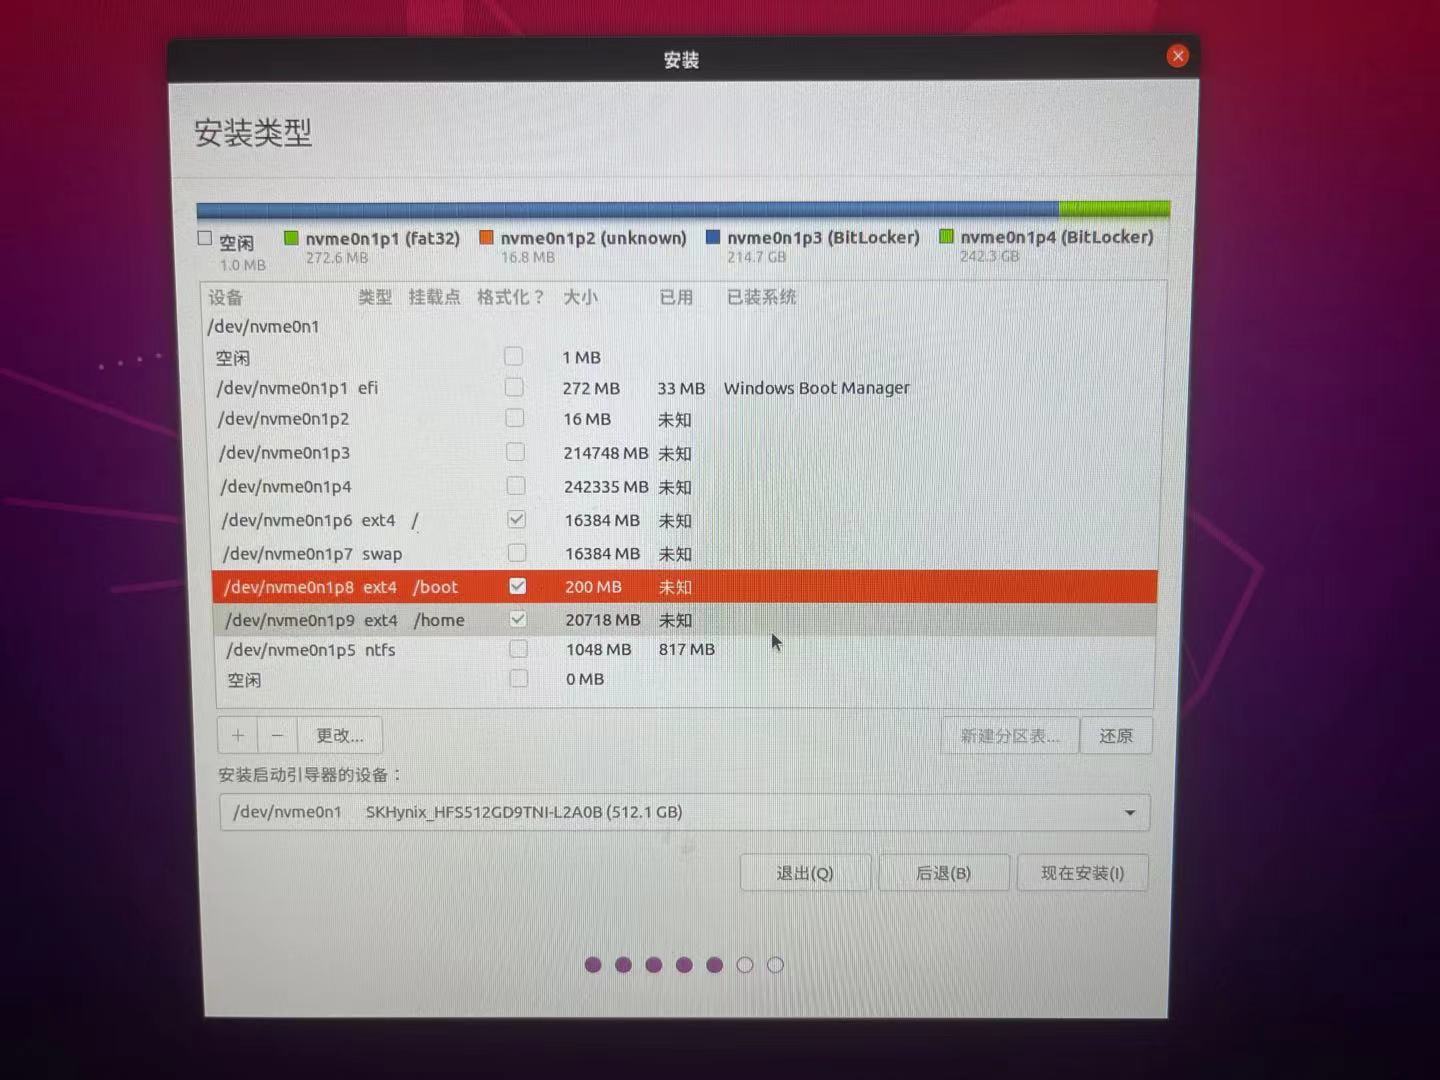 安装
安装类型
空闲 nvme0n1p1 (fat32) nvme0n1p2 (unknown) nvme0n1p3 (BitLocker) nvme0n1p4 (BitLocker)
1.0 MB 272.6 MB 16.8 MB 214.7 GB 242.3 GB
设备 类型 挂载点 格式化？ 大小 已用 已装系统
/dev/nvme0n1
空闲 1 MB
/dev/nvme0n1p1 efi 272 MB 33 MB Windows Boot Manager
/dev/nvme0n1p2 16 MB 未知
/dev/nvme0n1p3 214748 MB 未知
/dev/nvme0n1p4 242335 MB 未知
/dev/nvme0n1p6 ext4 / 16384 MB 未知
/dev/nvme0n1p7 swap 16384 MB 未知
/dev/nvme0n1p8 ext4 /boot 200 MB 未知
/dev/nvme0n1p9 ext4 /home 20718 MB 未知
/dev/nvme0n1p5 ntfs 1048 MB 817 MB
空闲 0 MB
+ − 更改... 新建分区表... 还原
安装启动引导器的设备：
/dev/nvme0n1 SKHynix_HFS512GD9TNI-L2A0B (512.1 GB)
退出(Q) 后退(B) 现在安装(I)